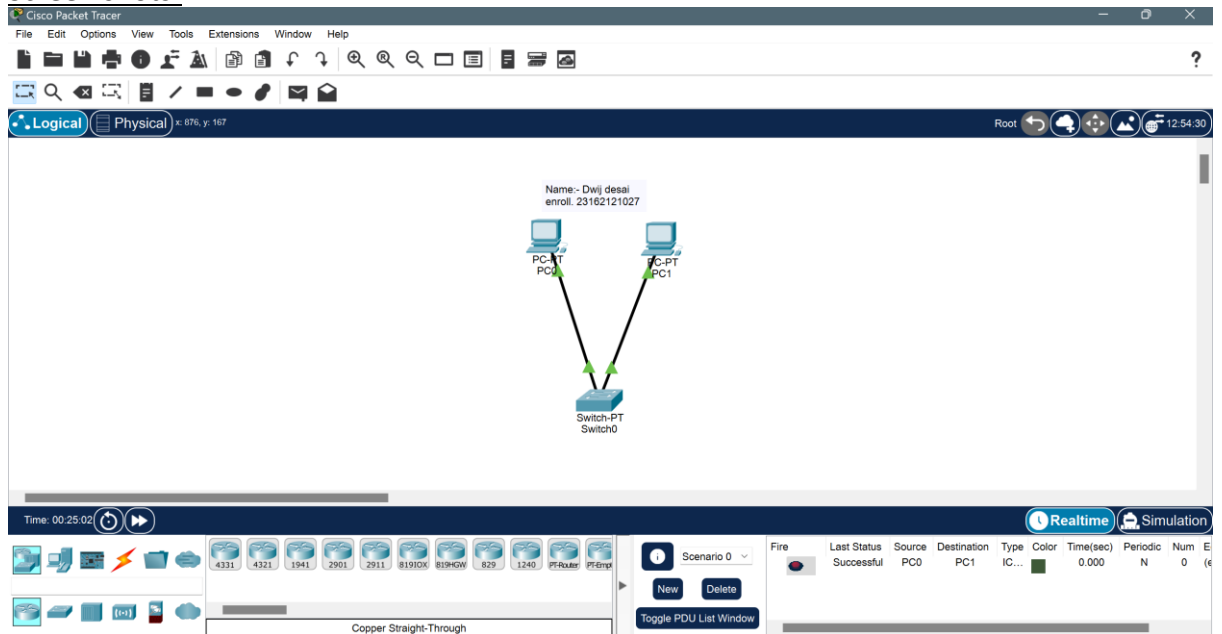 Cisco Packet Tracer
File Edit Options View Tools Extensions Window Help
?
Logical Physical x: 876, y: 167 Root 12:54:30
Name:- Dwij desai
enroll. 23162121027
PC-PT
PC0
PC-PT
PC1
Switch-PT
Switch0
Time: 00:25:02 Realtime Simulation
4331 4321 1941 2901 2911 819IOX 819HGW 829 1240 PT-Router PT-Empt
Copper Straight-Through
Scenario 0
New Delete
Toggle PDU List Window
Fire Last Status Source Destination Type Color Time(sec) Periodic Num E
Successful PC0 PC1 IC... 0.000 N 0 (e